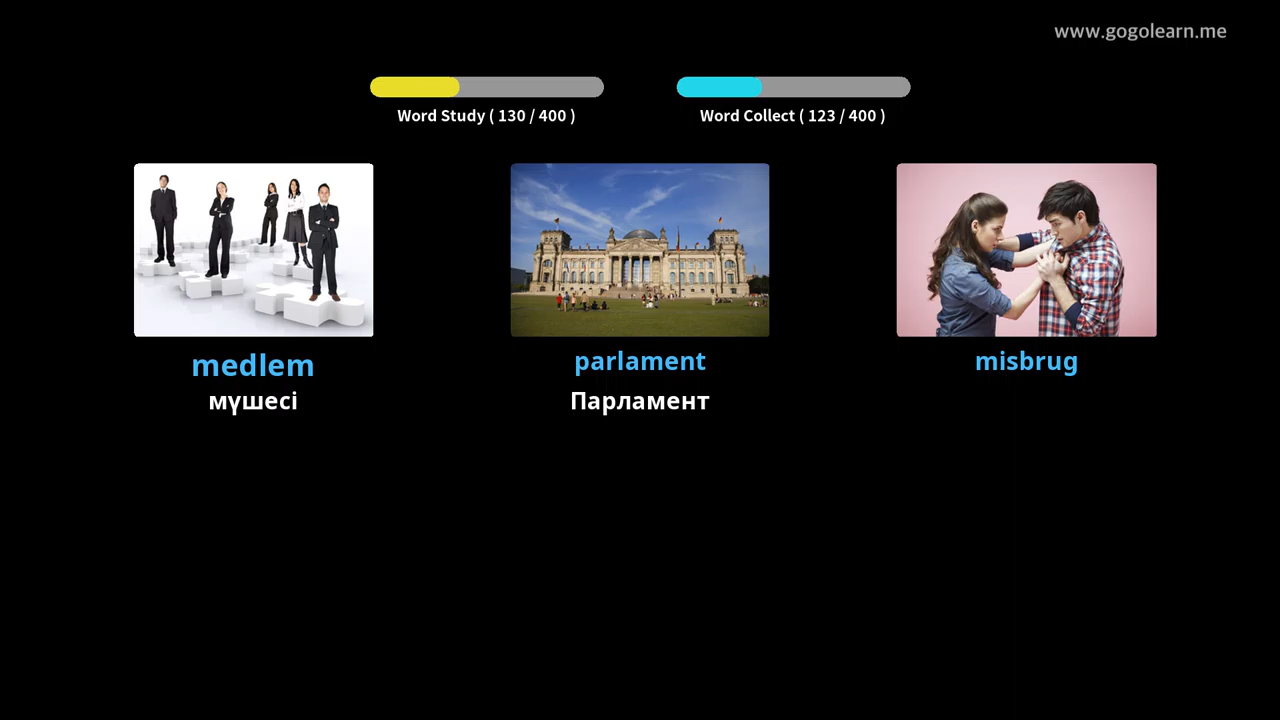 www.gogolearn.me
Word Study ( 130 / 400 )
Word Collect ( 123 / 400 )
medlem
parlament
misbrug
мүшесі
Парламент